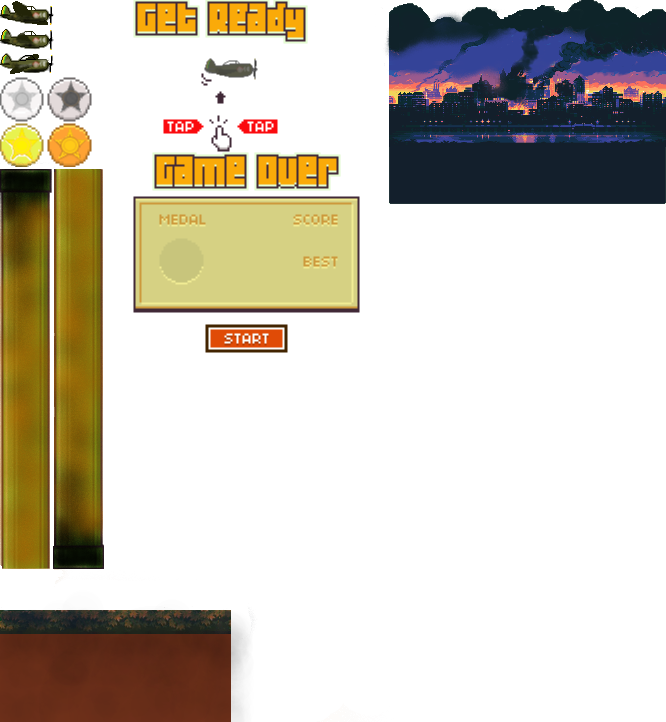 Get Ready
TAP TAP
Game Over
MEDAL SCORE
BEST
START